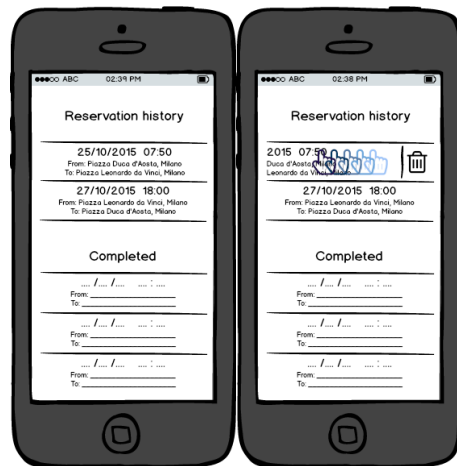 ABC 02:39 PM
Reservation history
25/10/2015 07:50
From: Piazza Duca d'Aosta, Milano
To: Piazza Leonardo da Vinci, Milano
27/10/2015 18:00
From: Piazza Leonardo da Vinci, Milano
To: Piazza Duca d'Aosta, Milano
Completed
.... /.... /.... .... : ....
From:
To:
.... /.... /.... .... : ....
From:
To:
.... /.... /.... .... : ....
From:
To:
ABC 02:38 PM
Reservation history
2015 07:50
Duca d'Aosta, Milano
Leonardo da Vinci, Milano
27/10/2015 18:00
From: Piazza Leonardo da Vinci, Milano
To: Piazza Duca d'Aosta, Milano
Completed
.... /.... /.... .... : ....
From:
To:
.... /.... /.... .... : ....
From:
To:
.... /.... /.... .... : ....
From:
To: